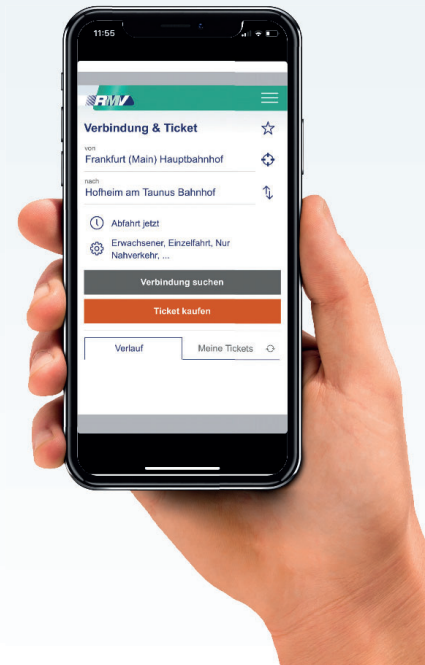 11:55
RMV
Verbindung & Ticket
von
Frankfurt (Main) Hauptbahnhof
nach
Hofheim am Taunus Bahnhof
Abfahrt jetzt
Erwachsener, Einzelfahrt, Nur
Nahverkehr, ...
Verbindung suchen
Ticket kaufen
Verlauf Meine Tickets